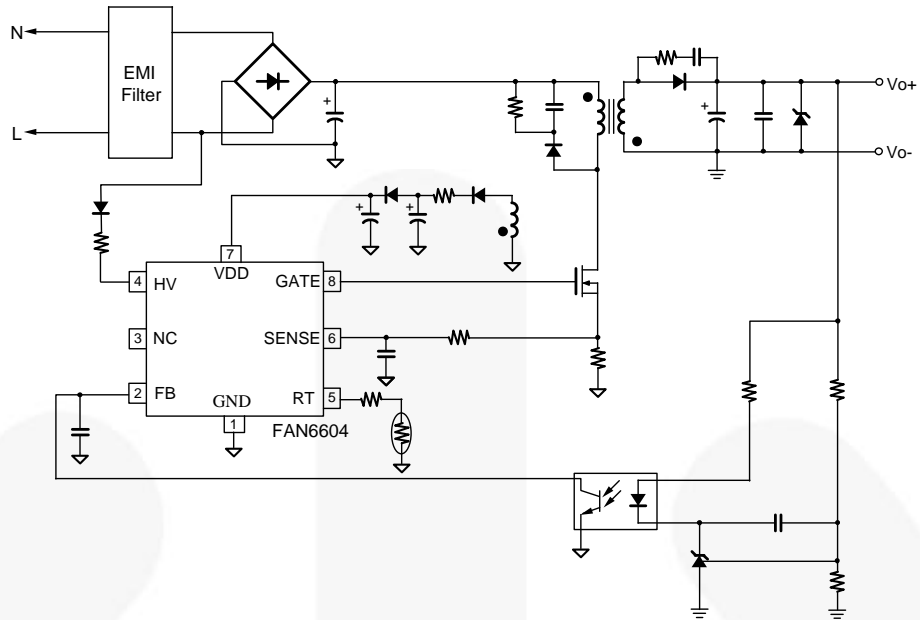 N
EMI
Filter
L
+
+
Vo+
Vo-
+
+
7
VDD
4
HV
GATE
8
3
NC
SENSE
6
2
FB
GND
RT
5
1
FAN6604